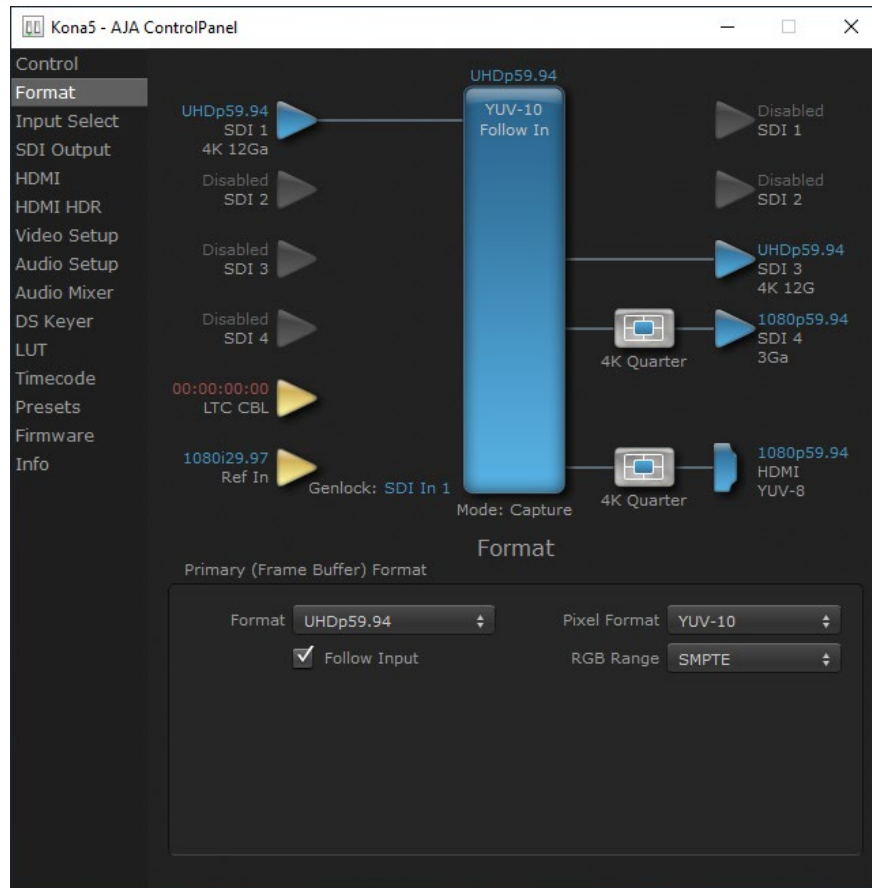 Kona5 - AJA ControlPanel
Control
Format
Input Select
SDI Output
HDMI
HDMI HDR
Video Setup
Audio Setup
Audio Mixer
DS Keyer
LUT
Timecode
Presets
Firmware
Info
UHDp59.94
SDI 1
4K 12Ga
Disabled
SDI 2
Disabled
SDI 3
Disabled
SDI 4
00:00:00:00
LTC CBL
1080i29.97
Ref In
Genlock: SDI In 1
UHDp59.94
YUV-10
Follow In
Mode: Capture
Disabled
SDI 1
Disabled
SDI 2
UHDp59.94
SDI 3
4K 12G
4K Quarter
1080p59.94
SDI 4
3Ga
4K Quarter
1080p59.94
HDMI
YUV-8
Format
Primary (Frame Buffer) Format
Format UHDp59.94
Follow Input
Pixel Format YUV-10
RGB Range SMPTE